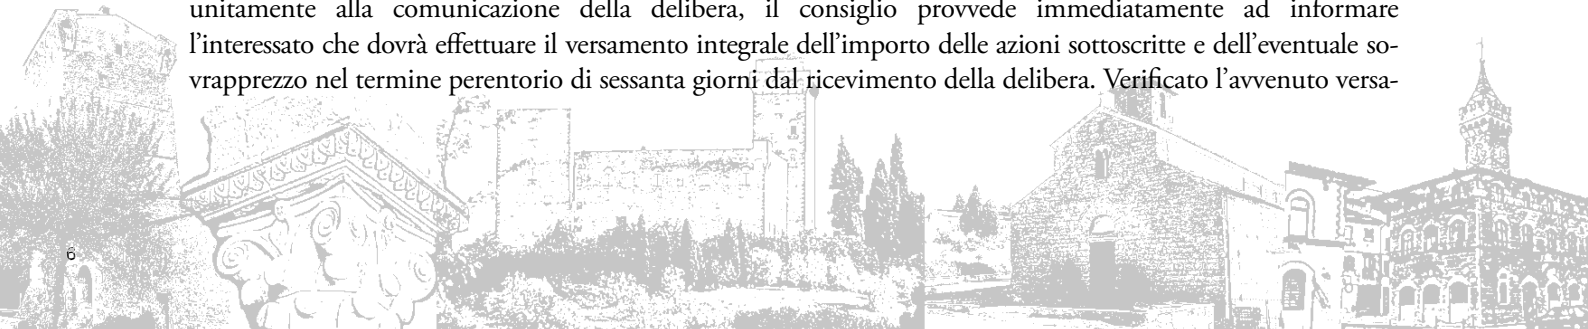 unitamente alla comunicazione della delibera, il consiglio provvede immediatamente ad informare
l’interessato che dovrà effettuare il versamento integrale dell’importo delle azioni sottoscritte e dell’eventuale so-
vrapprezzo nel termine perentorio di sessanta giorni dal ricevimento della delibera. Verificato l’avvenuto versa-
6